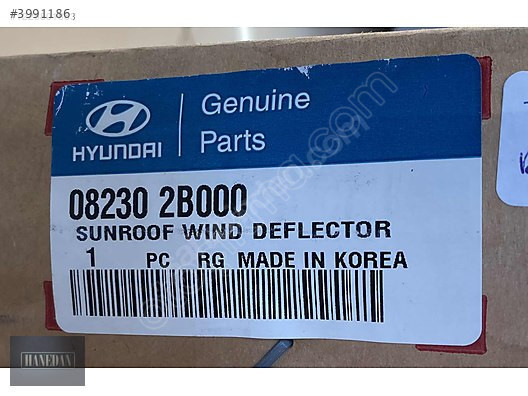 #3991186
Genuine
Parts
HYUNDAI
08230 2B000
SUNROOF WIND DEFLECTOR
1 PC RG MADE IN KOREA
HANEDAN